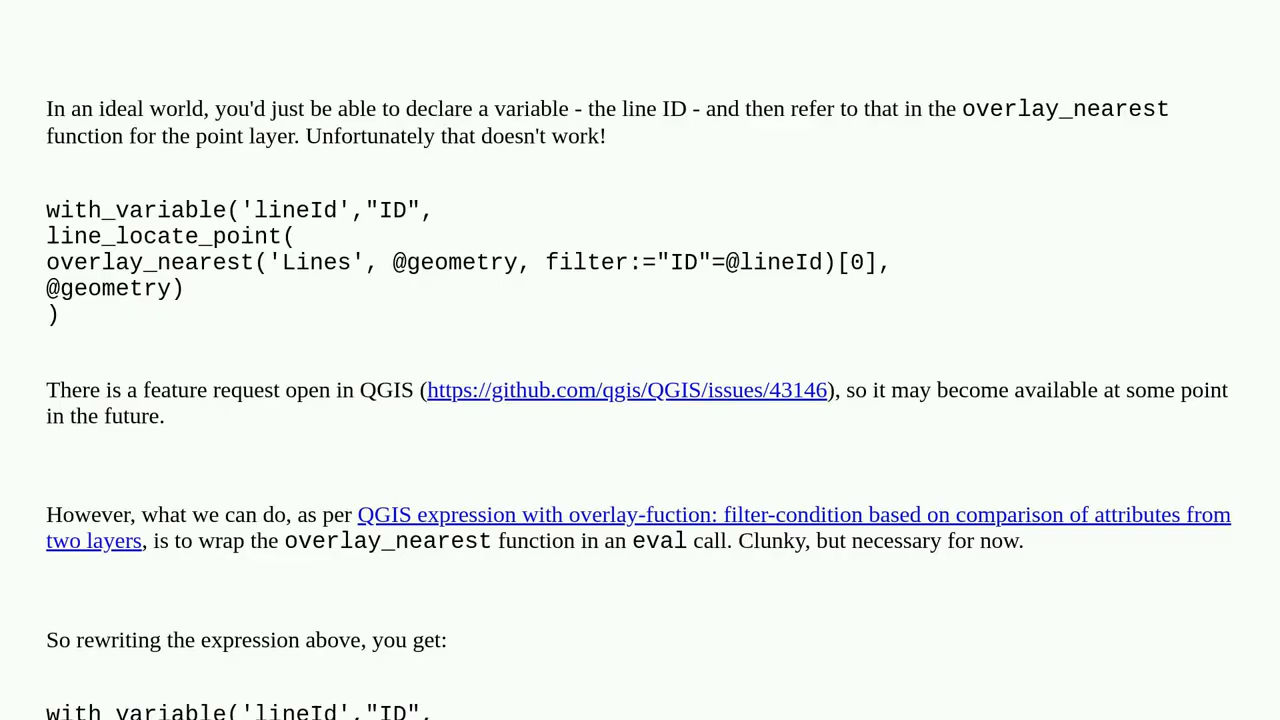 In an ideal world, you'd just be able to declare a variable - the line ID - and then refer to that in the overlay_nearest
function for the point layer. Unfortunately that doesn't work!
with_variable('lineId',"ID",
line_locate_point(
overlay_nearest('Lines', @geometry, filter:="ID"=@lineId)[0],
@geometry)
)
There is a feature request open in QGIS (https://github.com/qgis/QGIS/issues/43146), so it may become available at some point
in the future.
However, what we can do, as per QGIS expression with overlay-fuction: filter-condition based on comparison of attributes from
two layers, is to wrap the overlay_nearest function in an eval call. Clunky, but necessary for now.
So rewriting the expression above, you get:
with_variable('lineId',"ID",